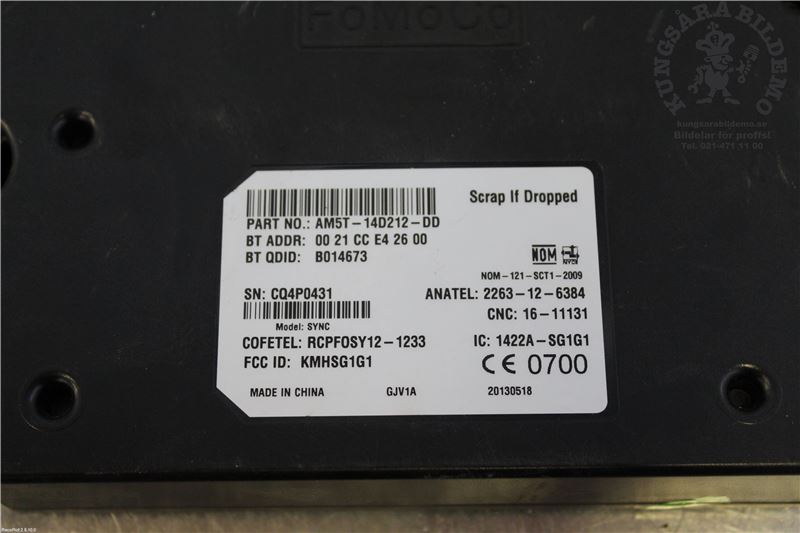 FoMoCo
KUNGSÅRA BILDEMO
kungsarabildemo.se
Bildelar för proffs!
Tel. 021-471 11 00
Scrap If Dropped
PART NO.: AM5T-14D212-DD
BT ADDR: 00 21 CC E4 26 00
BT QDID: B014673
NOM
NYCE
NOM-121-SCT1-2009
SN: CQ4P0431
ANATEL: 2263-12-6384
CNC: 16-11131
Model: SYNC
COFETEL: RCPFOSY12-1233
IC: 1422A-SG1G1
FCC ID: KMHSG1G1
CE 0700
MADE IN CHINA
GJV1A
20130518